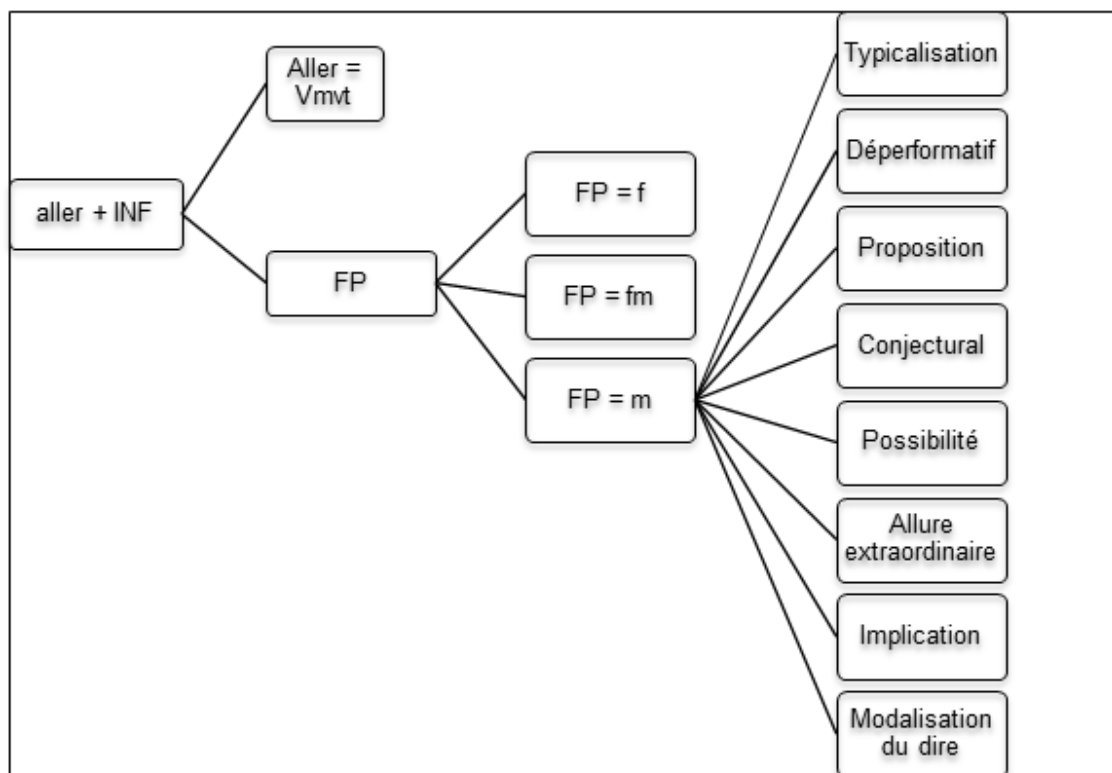 aller + INF
Aller =
Vmvt
FP
FP = f
FP = fm
FP = m
Typicalisation
Déperformatif
Proposition
Conjectural
Possibilité
Allure
extraordinaire
Implication
Modalisation
du dire